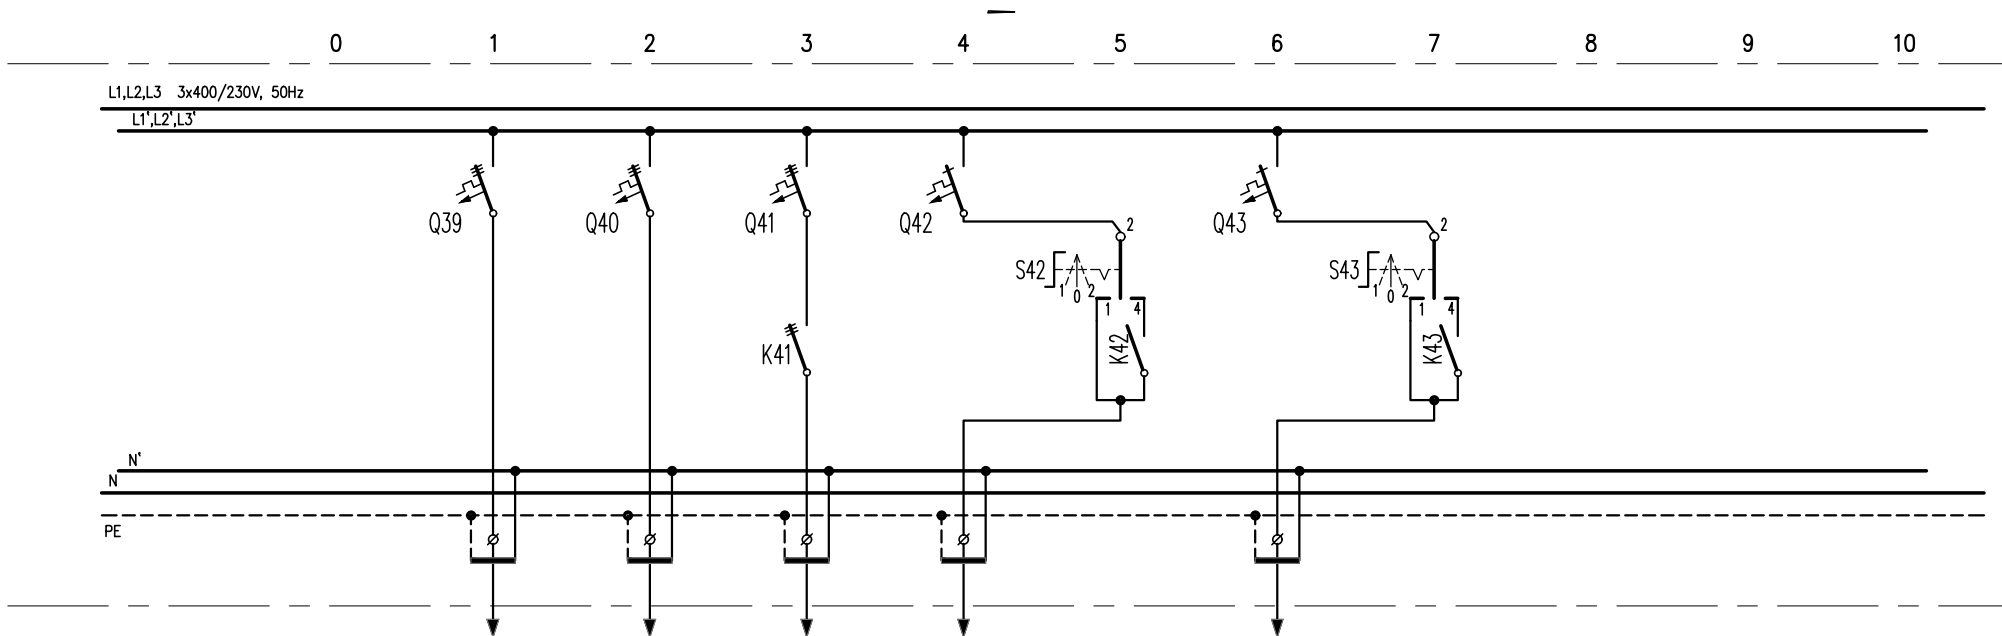 0 1 2 3 4 5 6 7 8 9 10
L1,L2,L3 3x400/230V, 50Hz
L1',L2',L3'
Q39 Q40 Q41 Q42 2 Q43 2
S42 1 0 2 S43 1 0 2
1 4 1 4
K41 K42 K43
N'
N
PE